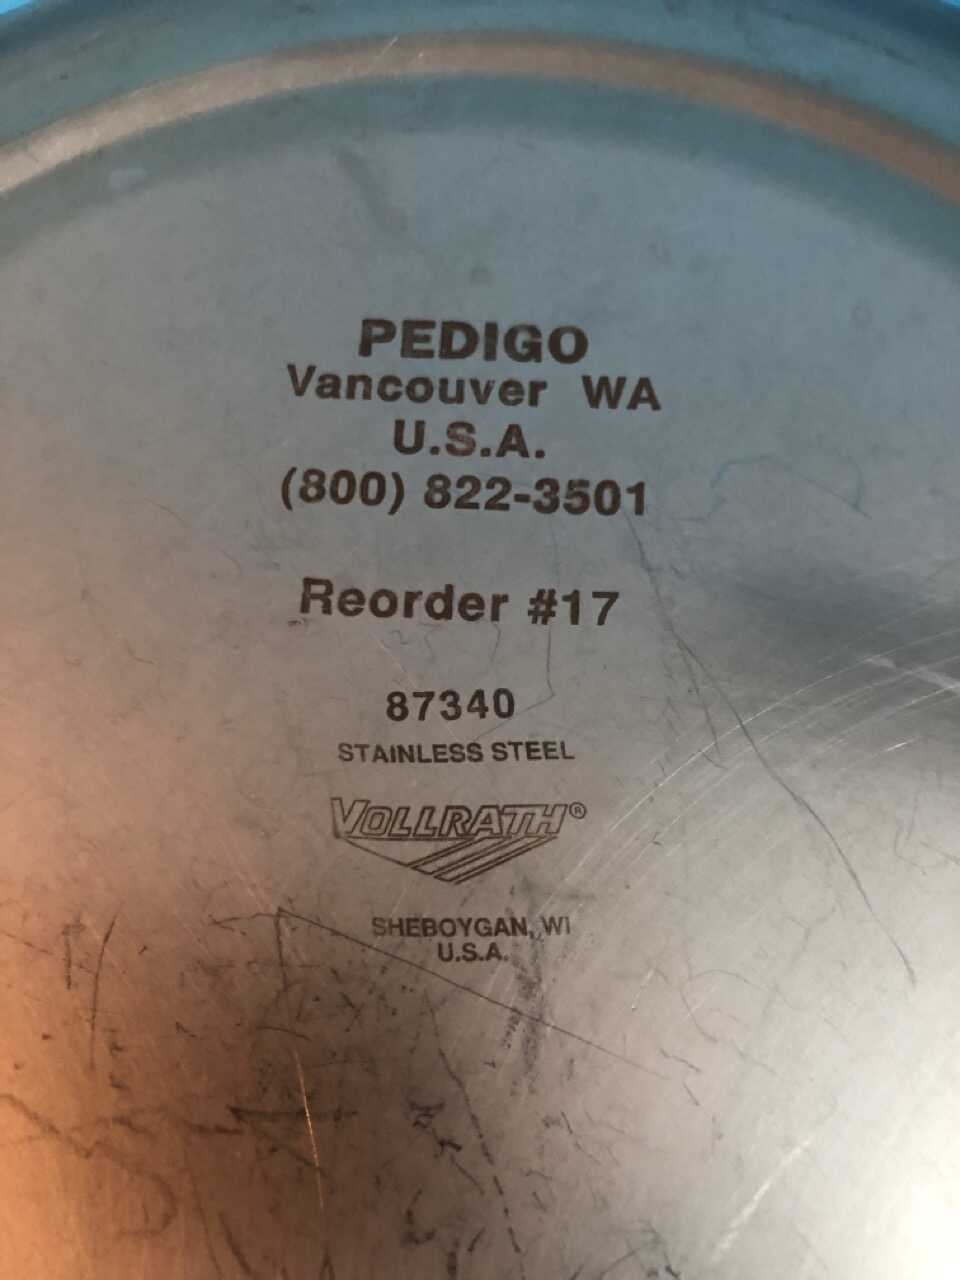 PEDIGO
Vancouver WA
U.S.A.
(800) 822-3501
Reorder #17
87340
STAINLESS STEEL
VOLLRATH®
SHEBOYGAN, WI
U.S.A.